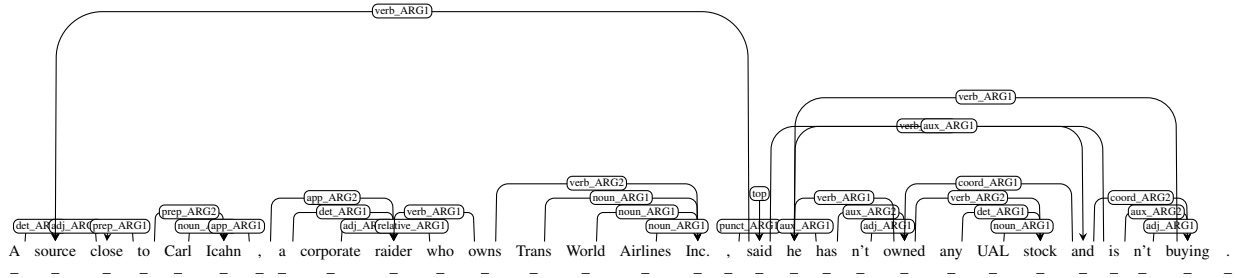 verb_ARG1
verb_ARG1
aux_ARG1
verb_ARG2 top coord_ARG1 coord_ARG2
app_ARG2 noun_ARG1 verb_ARG1 verb_ARG2
prep_ARG2 det_ARG1 verb_ARG1 noun_ARG1 aux_ARG2 det_ARG1 aux_ARG2
prep_ARG1 app_ARG1 relative_ARG1 noun_ARG1 aux_ARG1 adj_ARG1 noun_ARG1 adj_ARG1
A source close to Carl Icahn , a corporate raider who owns Trans World Airlines Inc. , said he has n't owned any UAL stock and is n't buying .
_ _ _ _ _ _ _ _ _ _ _ _ _ _ _ _ _ _ _ _ _ _ _ _ _ _ _ _ _ _